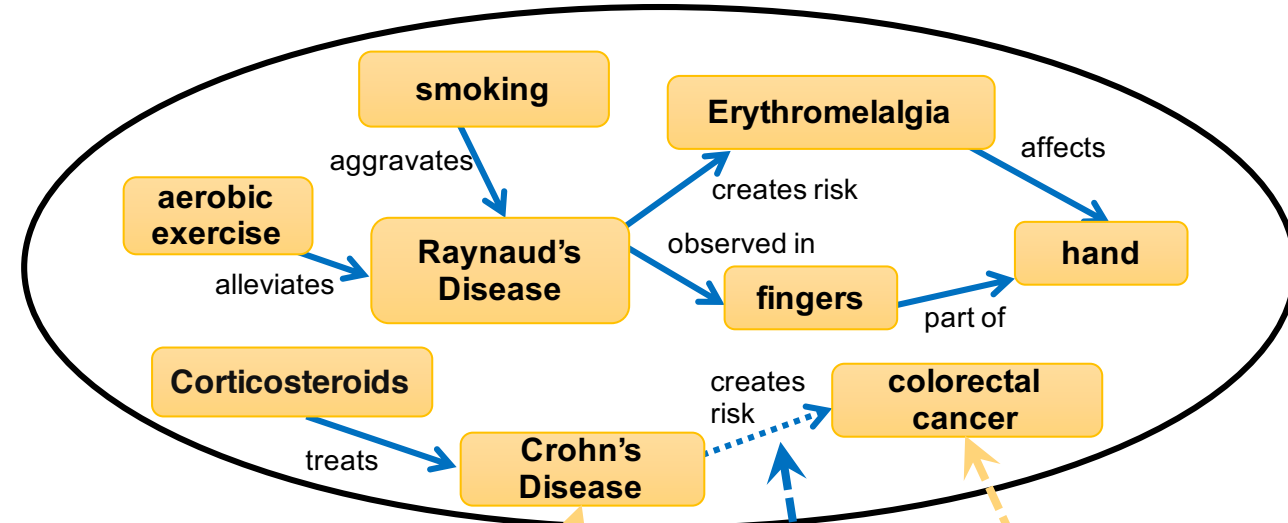 smoking
Erythromelalgia
aggravates
affects
aerobic
exercise
creates risk
Raynaud's
Disease
observed in
hand
alleviates
fingers
part of
Corticosteroids
creates
risk
colorectal
cancer
treats
Crohn's
Disease